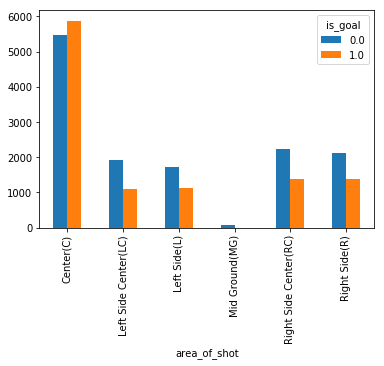 6000
5000
4000
3000
2000
1000
0
is_goal
0.0
1.0
Center(C)
Left Side Center(LC)
Left Side(L)
Mid Ground(MG)
Right Side Center(RC)
Right Side(R)
area_of_shot